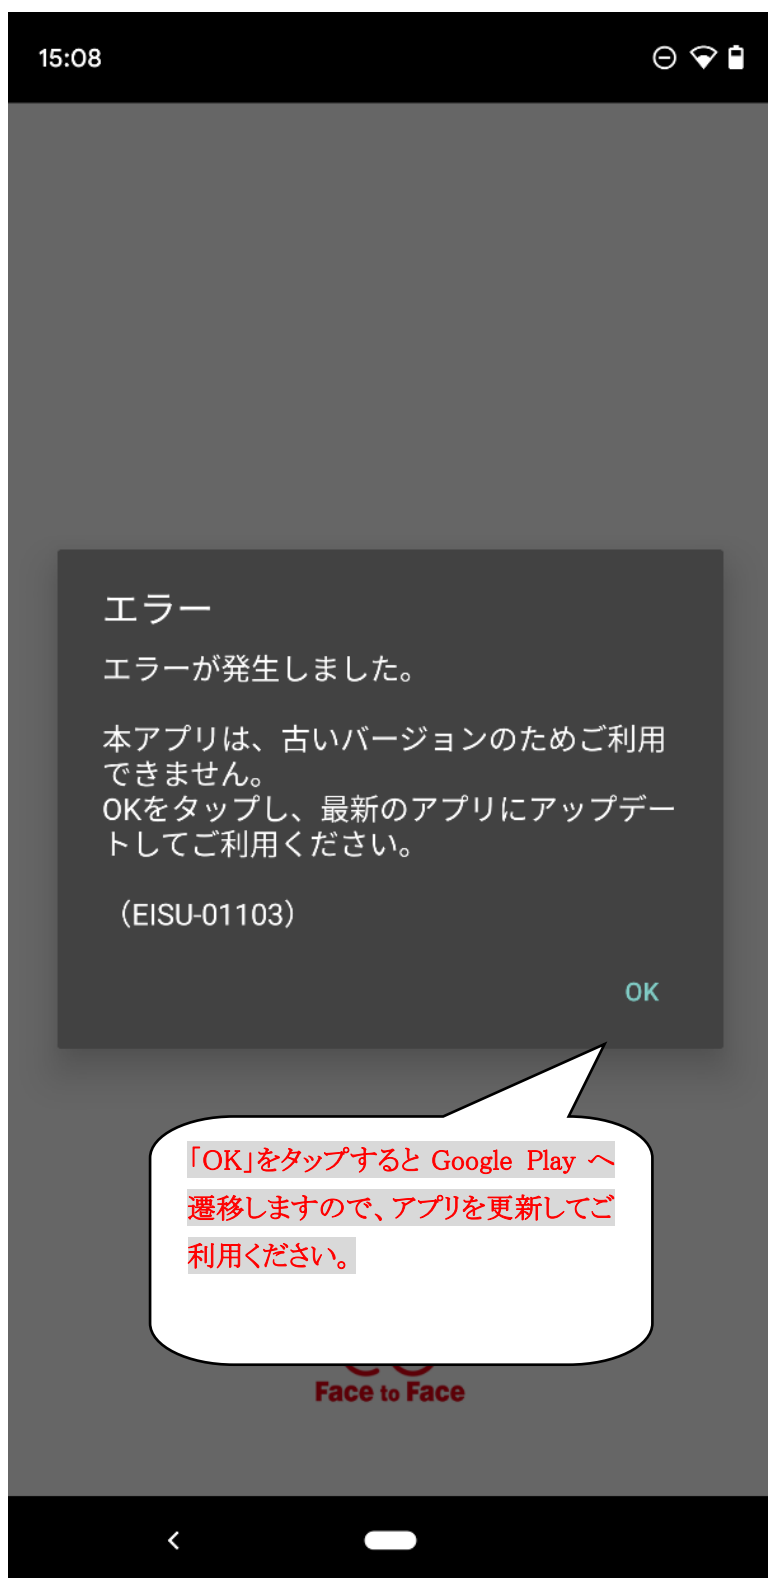 15:08
エラー
エラーが発生しました。
本アプリは、古いバージョンのためご利用
できません。
OKをタップし、最新のアプリにアップデー
トしてご利用ください。
（EISU-01103）
OK
「OK」をタップすると Google Play へ
遷移しますので、アプリを更新してご
利用ください。
Face to Face